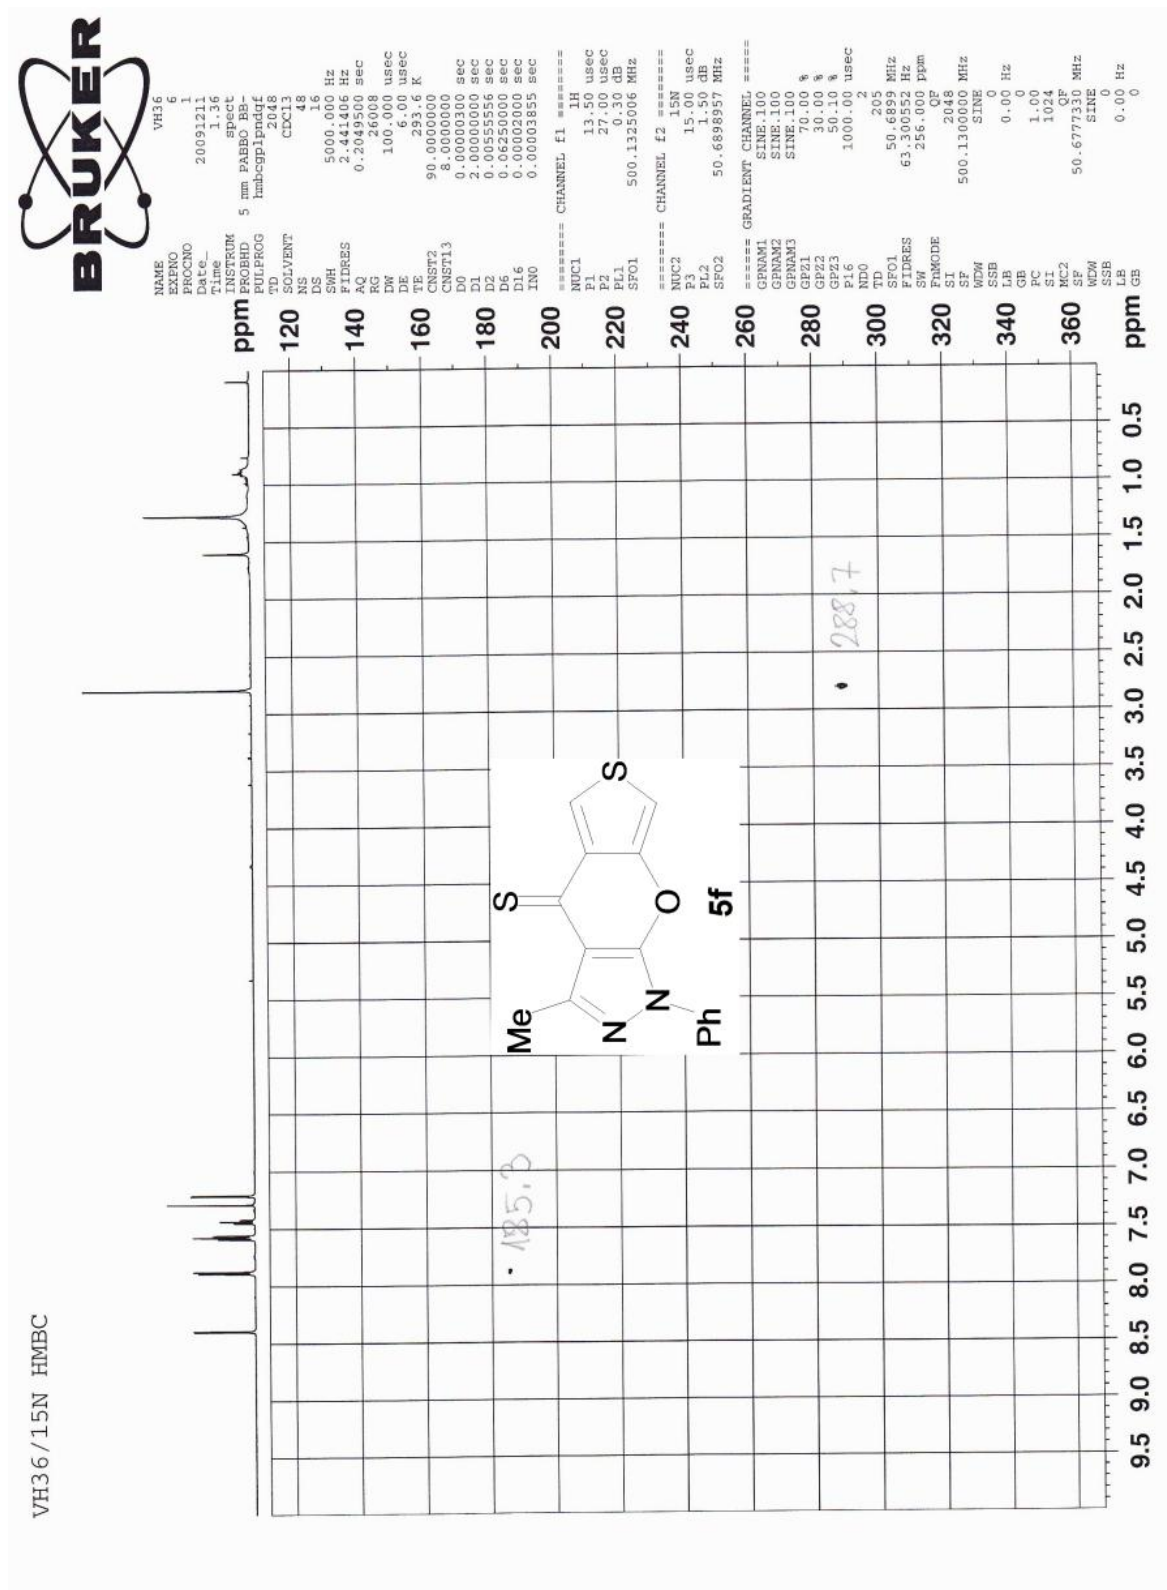 VH36/15N HMBC
BRUKER
NAME VH36
EXPNO 6
PROCNO 1
Date_ 20091211
Time 1.36
INSTRUM spect
PROBHD 5 mm PABBO BB-
PULPROG hmbcgplpndqf
TD 2048
SOLVENT CDCl3
NS 48
DS 16
SWH 5000.000 Hz
FIDRES 2.441406 Hz
AQ 0.2049500 sec
RG 26008
DW 100.000 usec
DE 6.00 usec
TE 293.6 K
CNST2 90.0000000
CNST13 8.0000000
D0 0.00000300 sec
D1 2.00000000 sec
D2 0.00555556 sec
D6 0.06250000 sec
D16 0.00002000 sec
IN0 0.00003855 sec
======== CHANNEL f1 ========
NUC1 1H
P1 13.50 usec
P2 27.00 usec
PL1 0.30 dB
SFO1 500.1325006 MHz
======== CHANNEL f2 ========
NUC2 15N
P3 15.00 usec
PL2 1.50 dB
SFO2 50.6898957 MHz
====== GRADIENT CHANNEL =====
GPNAM1 SINE.100
GPNAM2 SINE.100
GPNAM3 SINE.100
GPZ1 70.00 %
GPZ2 30.00 %
GPZ3 50.10 %
P16 1000.00 usec
ND0 2
TD 205
SFO1 50.6899 MHz
FIDRES 63.300552 Hz
SW 256.000 ppm
FnMODE QF
SI 2048
SF 500.1300000 MHz
WDW SINE
SSB 0
LB 0.00 Hz
GB 0
PC 1.00
SI 1024
MC2 QF
SF 50.6777330 MHz
WDW SINE
SSB 0
LB 0.00 Hz
GB 0
ppm
120
140
160
180
200
220
240
260
280
300
320
340
360
ppm
185.3
288.7
S
Me
S
N
N
O
Ph
5f
9.5 9.0 8.5 8.0 7.5 7.0 6.5 6.0 5.5 5.0 4.5 4.0 3.5 3.0 2.5 2.0 1.5 1.0 0.5